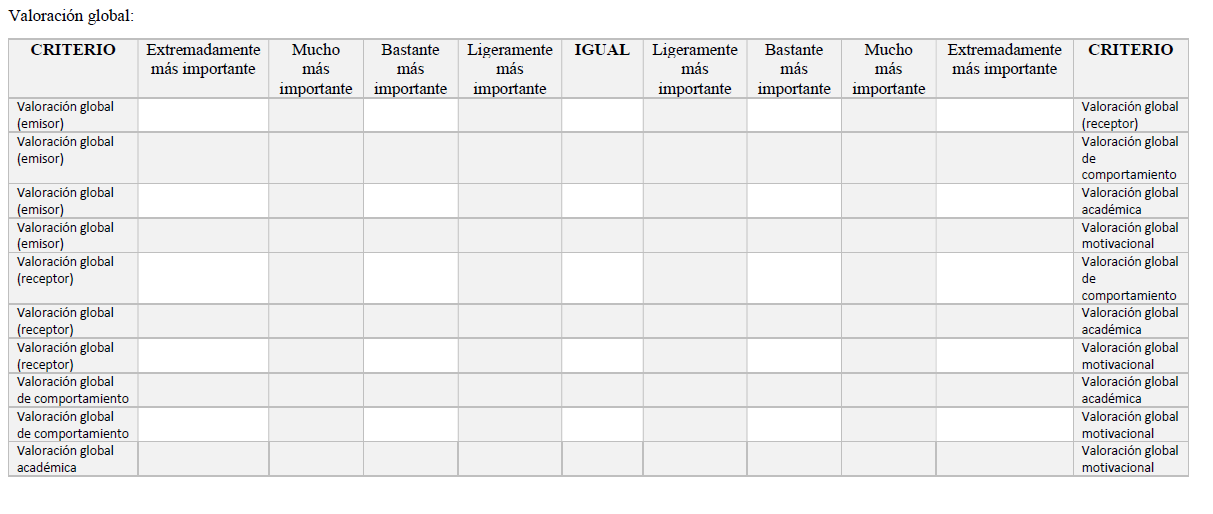 Valoración global:
CRITERIO Extremadamente más importante Mucho más importante Bastante más importante Ligeramente más importante IGUAL Ligeramente más importante Bastante más importante Mucho más importante Extremadamente más importante CRITERIO
Valoración global (emisor) Valoración global (receptor)
Valoración global (emisor) Valoración global de comportamiento
Valoración global (emisor) Valoración global académica
Valoración global (emisor) Valoración global motivacional
Valoración global (receptor) Valoración global de comportamiento
Valoración global (receptor) Valoración global académica
Valoración global (receptor) Valoración global motivacional
Valoración global de comportamiento Valoración global académica
Valoración global de comportamiento Valoración global motivacional
Valoración global académica Valoración global motivacional